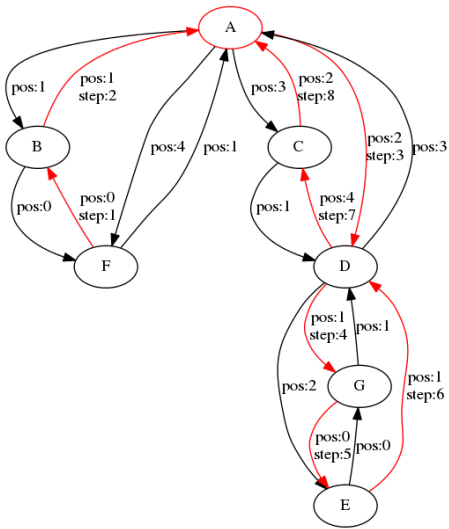 A
pos:1
pos:1
step:2
pos:3
pos:2
step:8
pos:2
step:3
pos:3
B
pos:4
pos:1
C
pos:0
pos:0
step:1
pos:1
pos:4
step:7
F
D
pos:1
step:4
pos:1
pos:2
G
pos:1
step:6
pos:0
step:5
pos:0
E